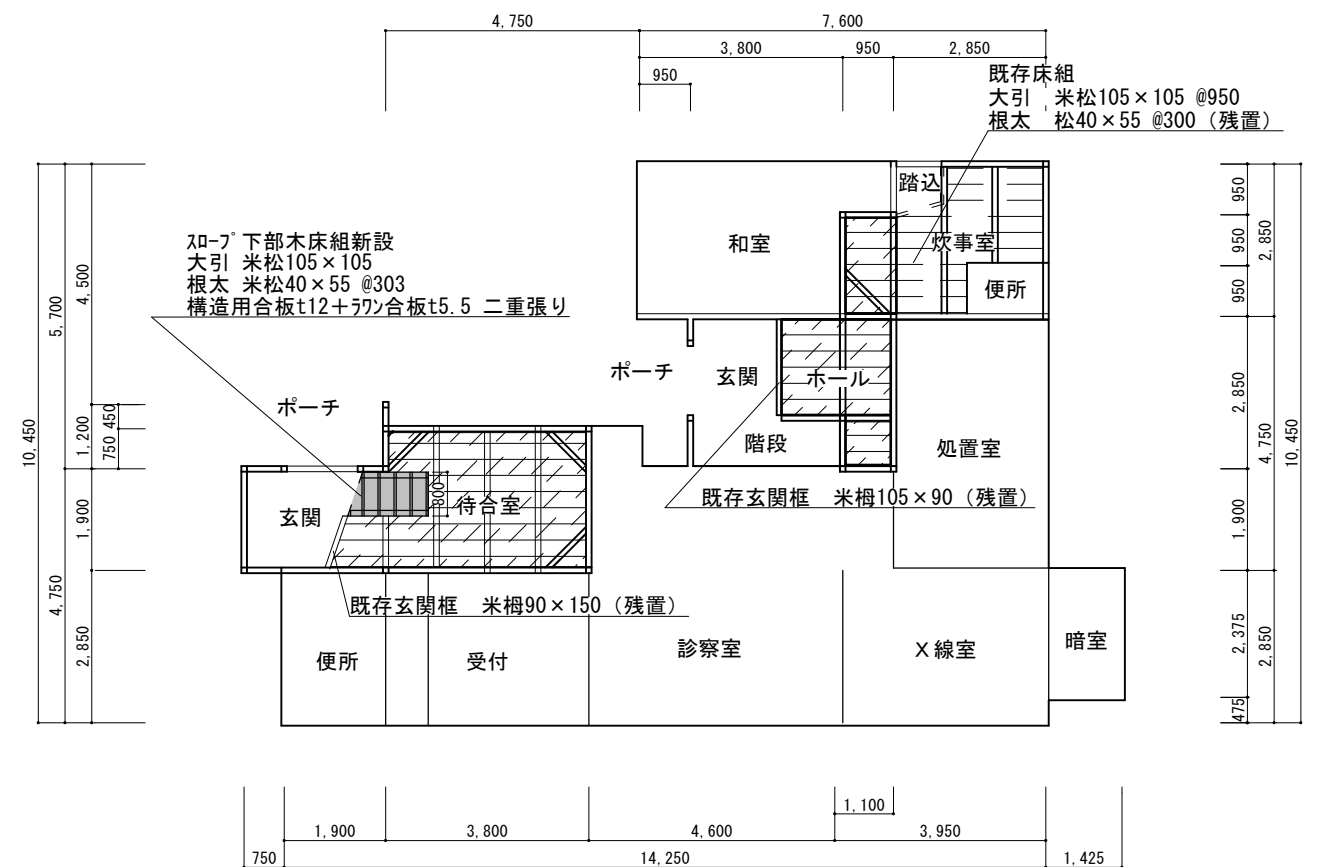 4,750
7,600
3,800
950
2,850
950
既存床組
大引　米松105×105 @950
根太　松40×55 @300（残置）
ｽﾛｰﾌﾟ下部木床組新設
大引 米松105×105
根太 米松40×55 @303
構造用合板t12+ﾗﾜﾝ合板t5.5 二重張り
踏込
和室
炊事室
便所
ポーチ
玄関
ホール
ポーチ
階段
処置室
既存玄関框　米栂105×90（残置）
玄関
800
待合室
既存玄関框　米栂90×150（残置）
便所
受付
診察室
X線室
暗室
10,450
5,700
4,750
4,500
1,200
1,900
2,850
450
750
950
950
950
2,850
1,900
2,375
475
2,850
4,750
2,850
10,450
1,100
1,900
3,800
4,600
3,950
750
14,250
1,425